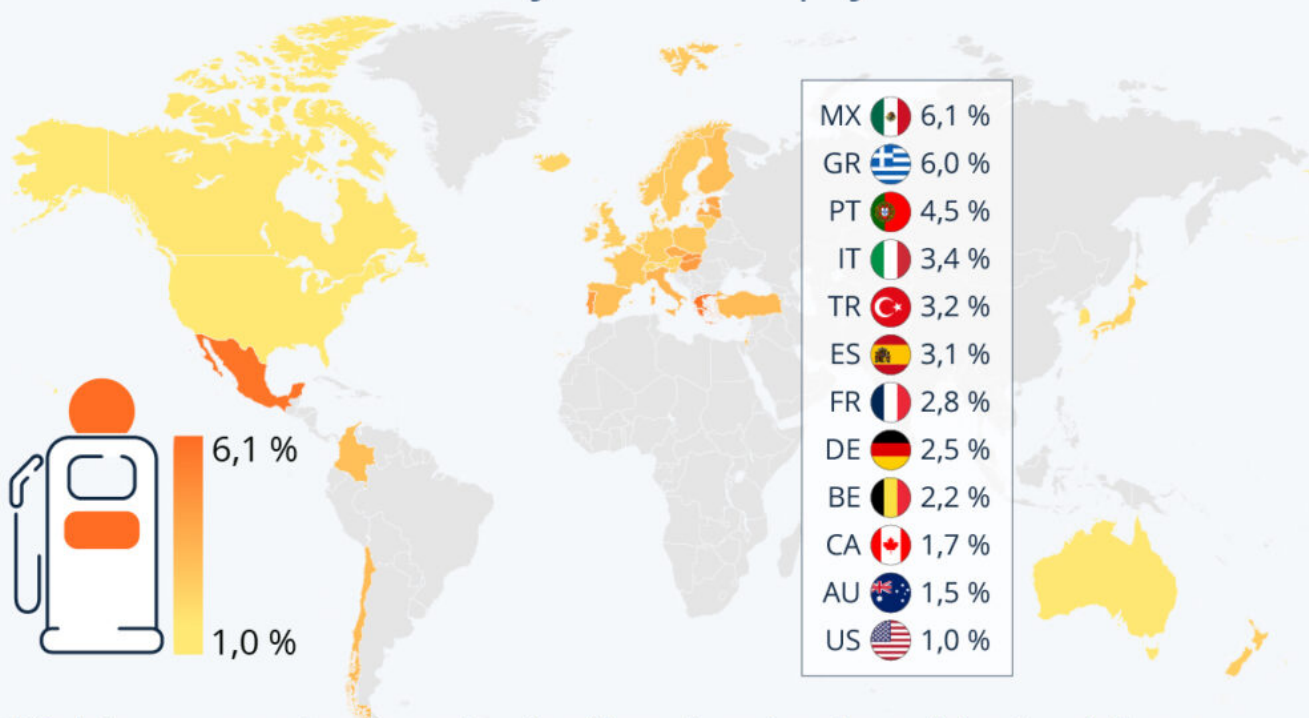 MX 6,1 %
GR 6,0 %
PT 4,5 %
IT 3,4 %
TR 3,2 %
ES 3,1 %
FR 2,8 %
DE 2,5 %
BE 2,2 %
CA 1,7 %
AU 1,5 %
US 1,0 %
6,1 %
1,0 %